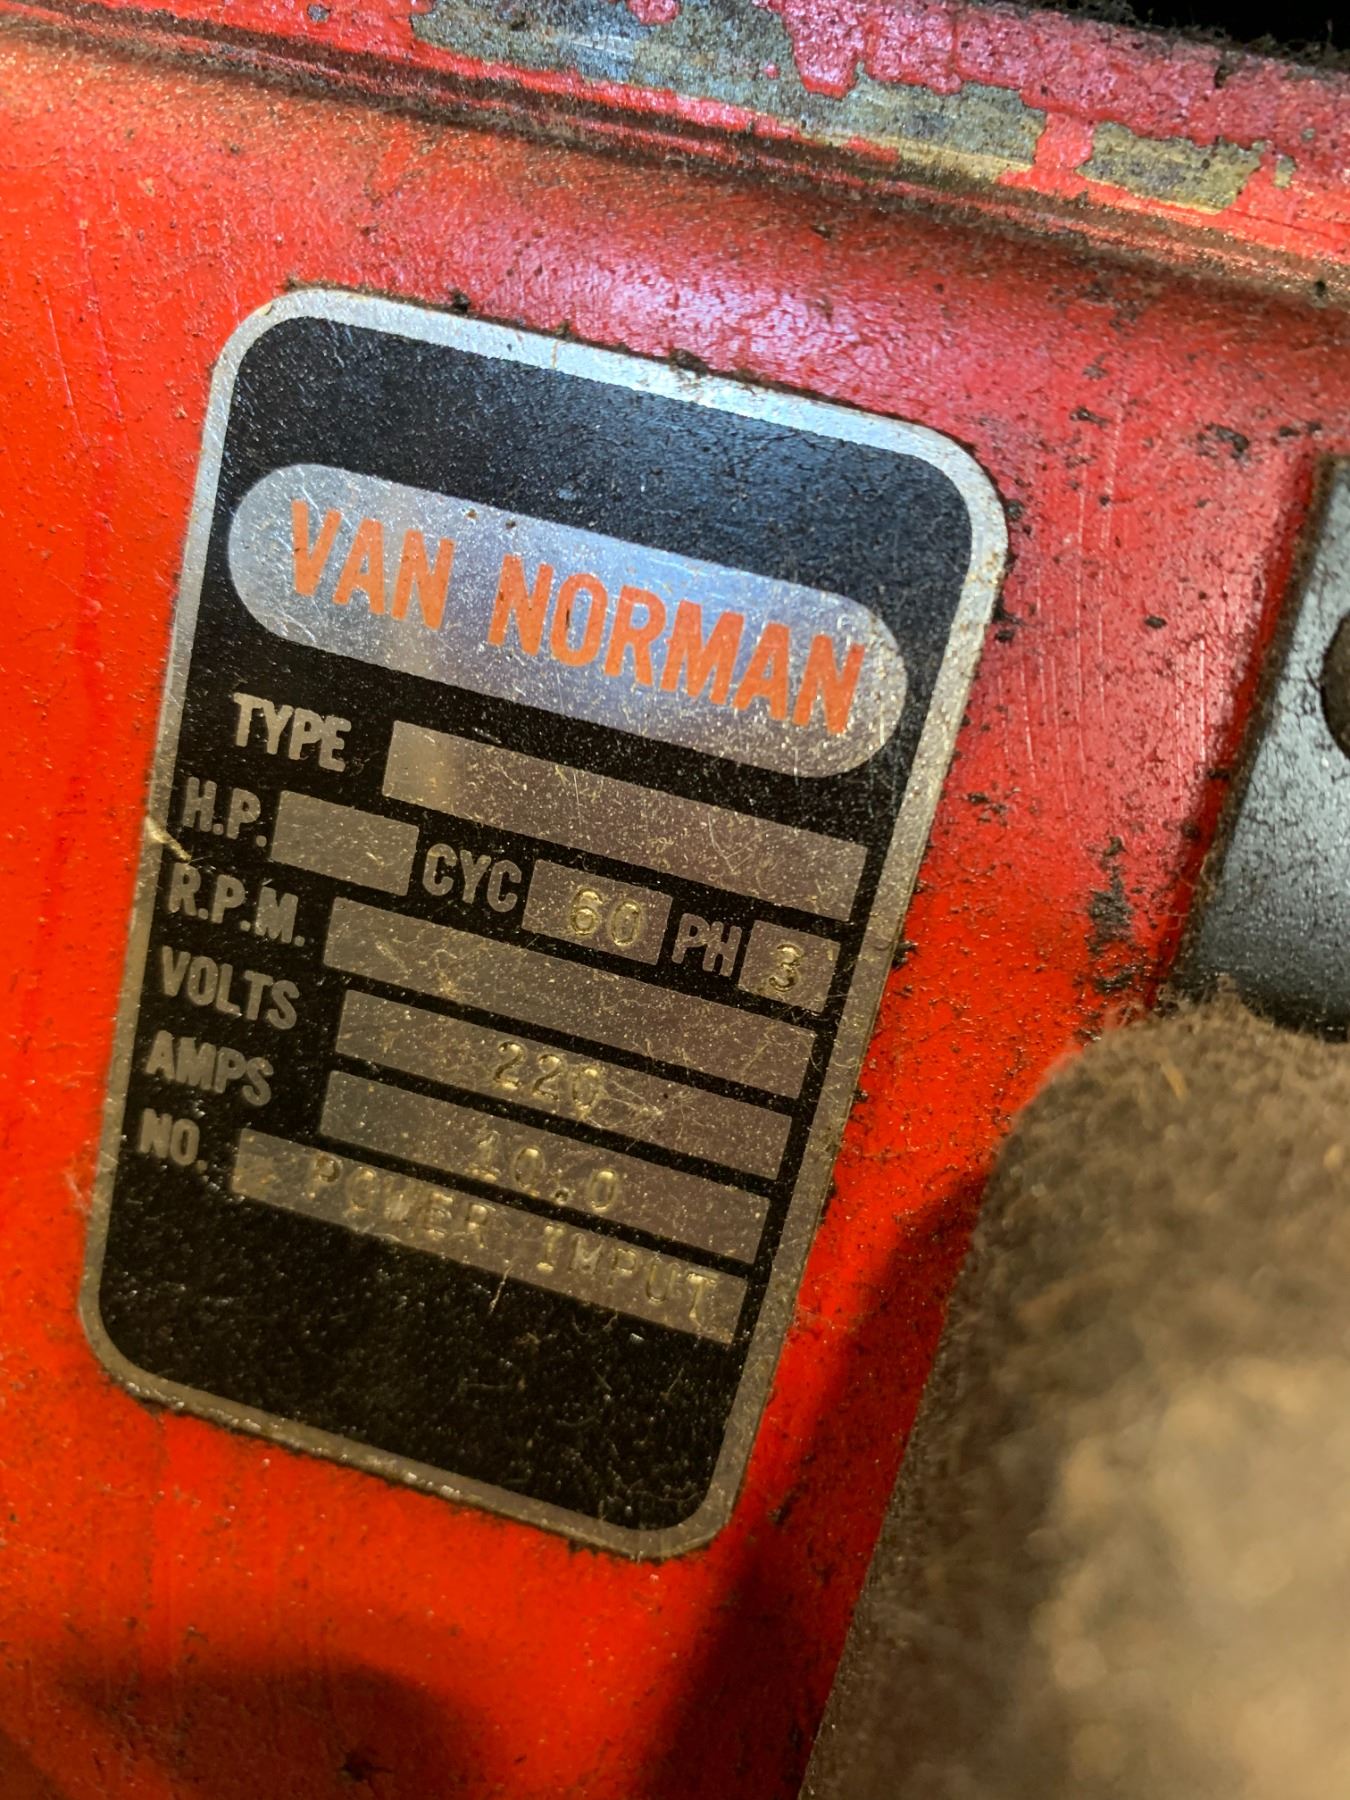 VAN NORMAN
TYPE
H.P. CYC 60 PH 3
R.P.M.
VOLTS 220
AMPS 10.0
NO. POWER IMPUT